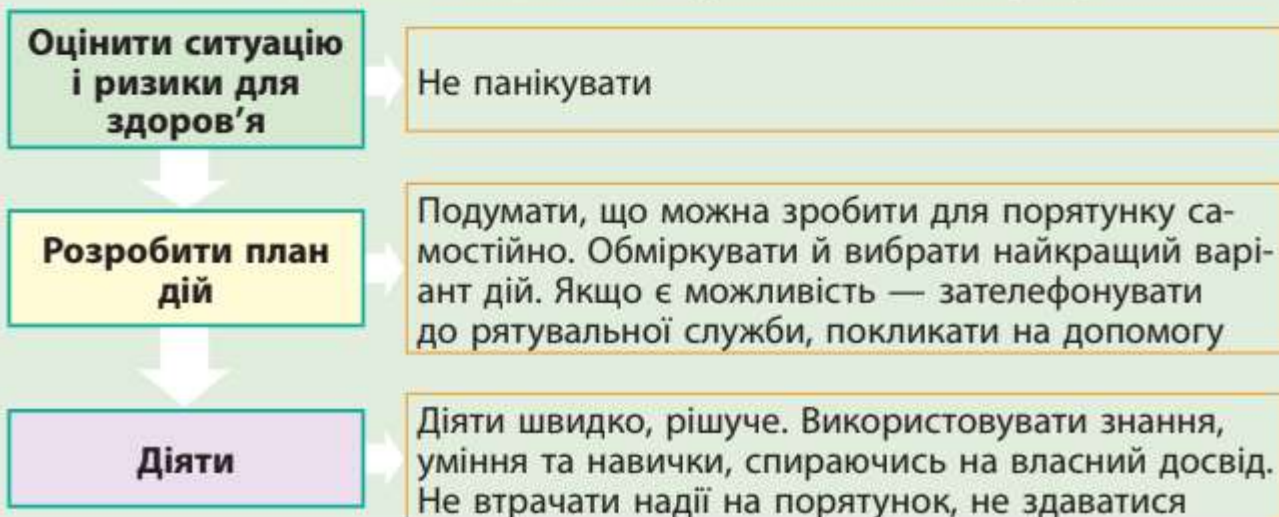 Оцінити ситуацію
і ризики для
здоров’я
Не панікувати
Розробити план
дій
Подумати, що можна зробити для порятунку са-
мостійно. Обміркувати й вибрати найкращий варі-
ант дій. Якщо є можливість — зателефонувати
до рятувальної служби, покликати на допомогу
Діяти
Діяти швидко, рішуче. Використовувати знання,
уміння та навички, спираючись на власний досвід.
Не втрачати надії на порятунок, не здаватися